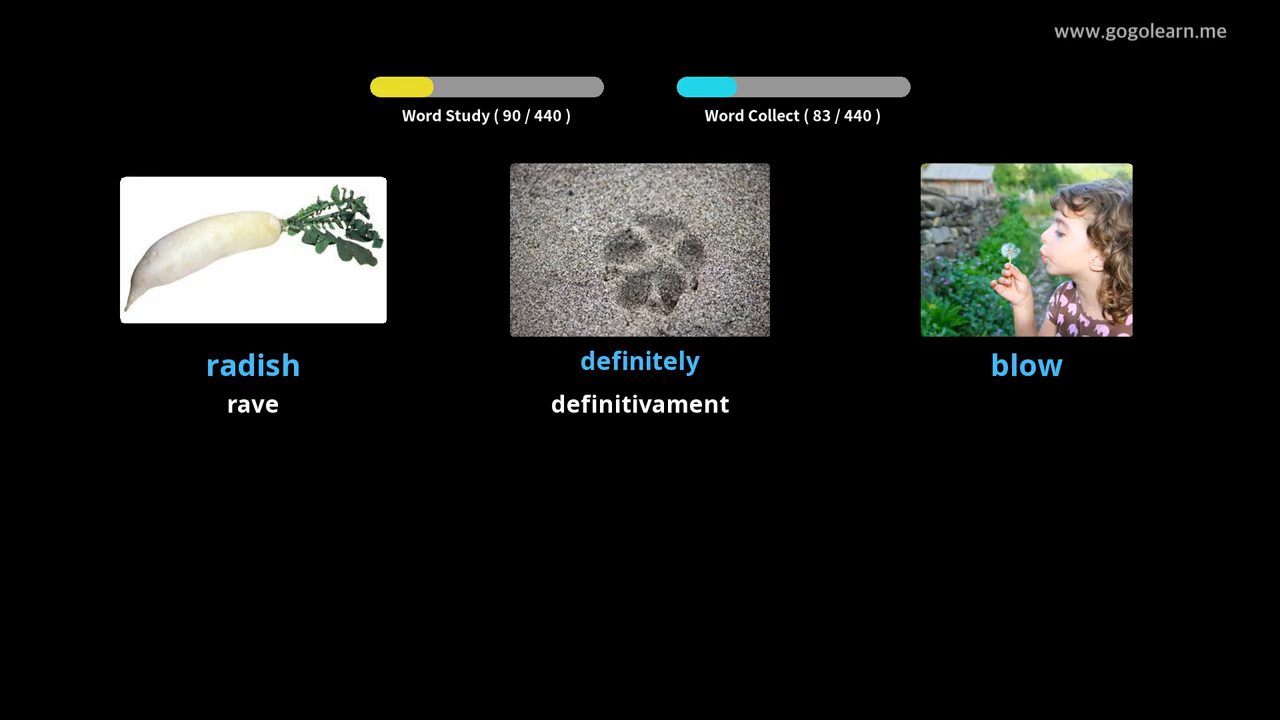 www.gogolearn.me
Word Study ( 90 / 440 )
Word Collect ( 83 / 440 )
radish
definitely
blow
rave
definitivament